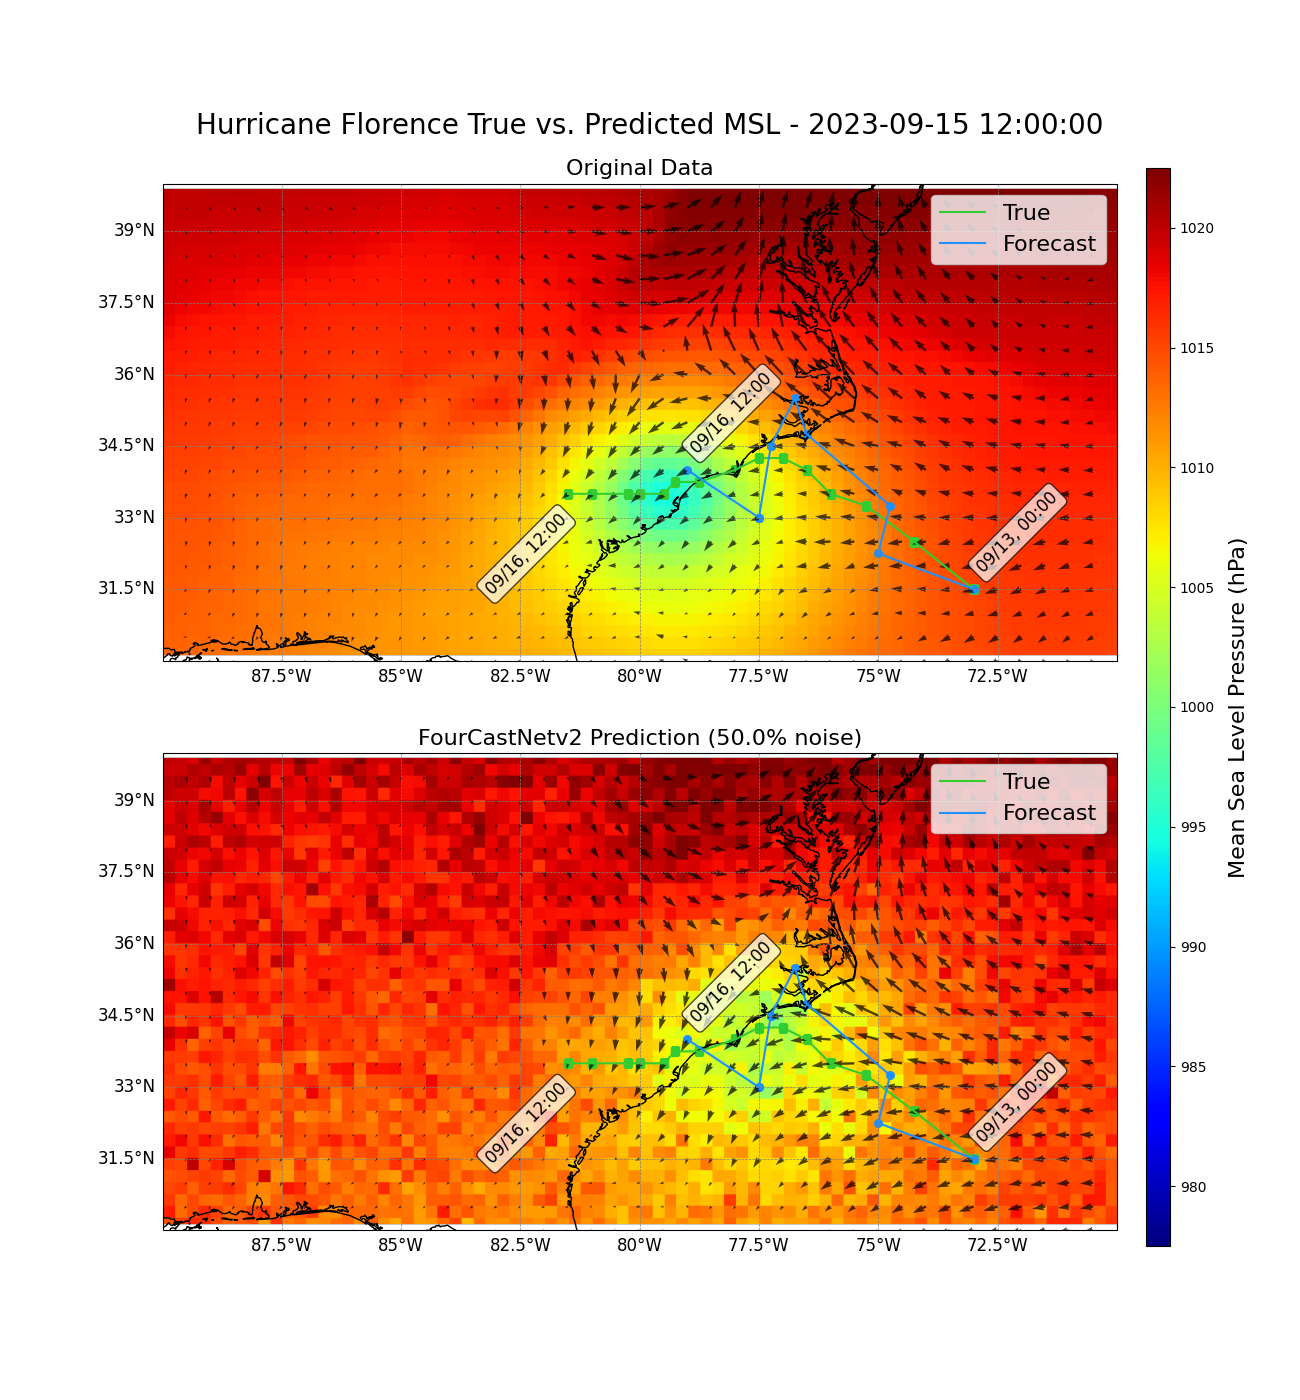 Hurricane Florence True vs. Predicted MSL - 2023-09-15 12:00:00
Original Data
True
Forecast
39°N
37.5°N
36°N
34.5°N
33°N
31.5°N
09/16, 12:00
09/16, 12:00
09/13, 00:00
87.5°W 85°W 82.5°W 80°W 77.5°W 75°W 72.5°W
FourCastNetv2 Prediction (50.0% noise)
True
Forecast
39°N
37.5°N
36°N
34.5°N
33°N
31.5°N
09/16, 12:00
09/16, 12:00
09/13, 00:00
87.5°W 85°W 82.5°W 80°W 77.5°W 75°W 72.5°W
1020
1015
1010
1005
1000
995
990
985
980
Mean Sea Level Pressure (hPa)